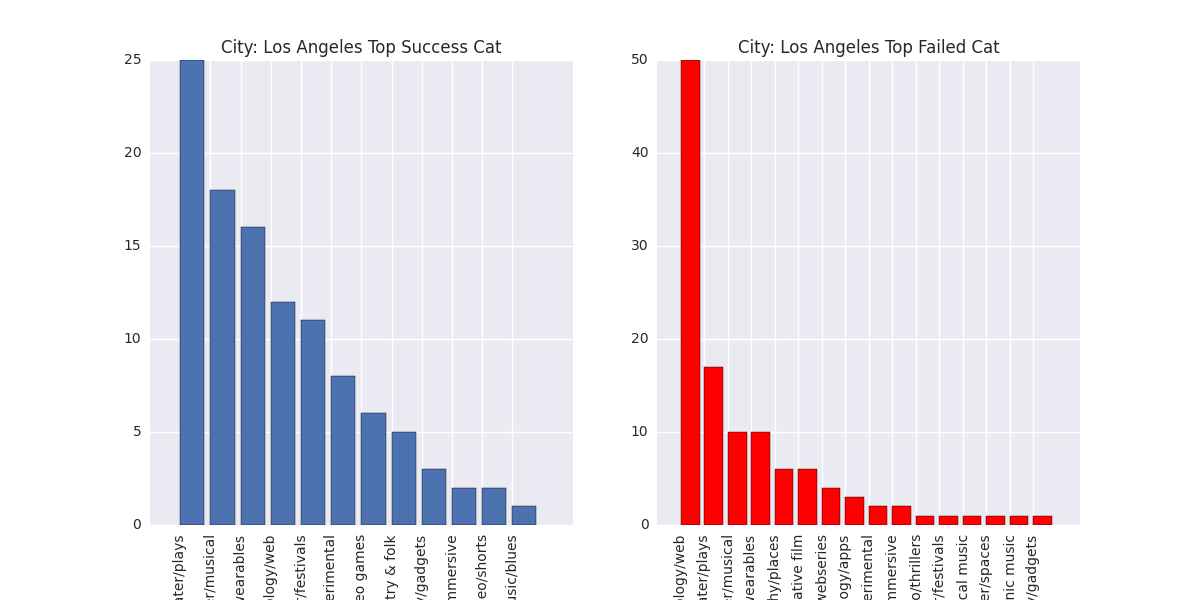 City: Los Angeles Top Success Cat
25
20
15
10
5
0
ater/plays
er/musical
wearables
ology/web
r/festivals
erimental
eo games
try & folk
y/gadgets
mmersive
eo/shorts
usic/blues
City: Los Angeles Top Failed Cat
50
40
30
20
10
0
ology/web
ater/plays
er/musical
wearables
hy/places
ative film
webseries
ogy/apps
erimental
mmersive
o/thrillers
r/festivals
cal music
er/spaces
nic music
y/gadgets